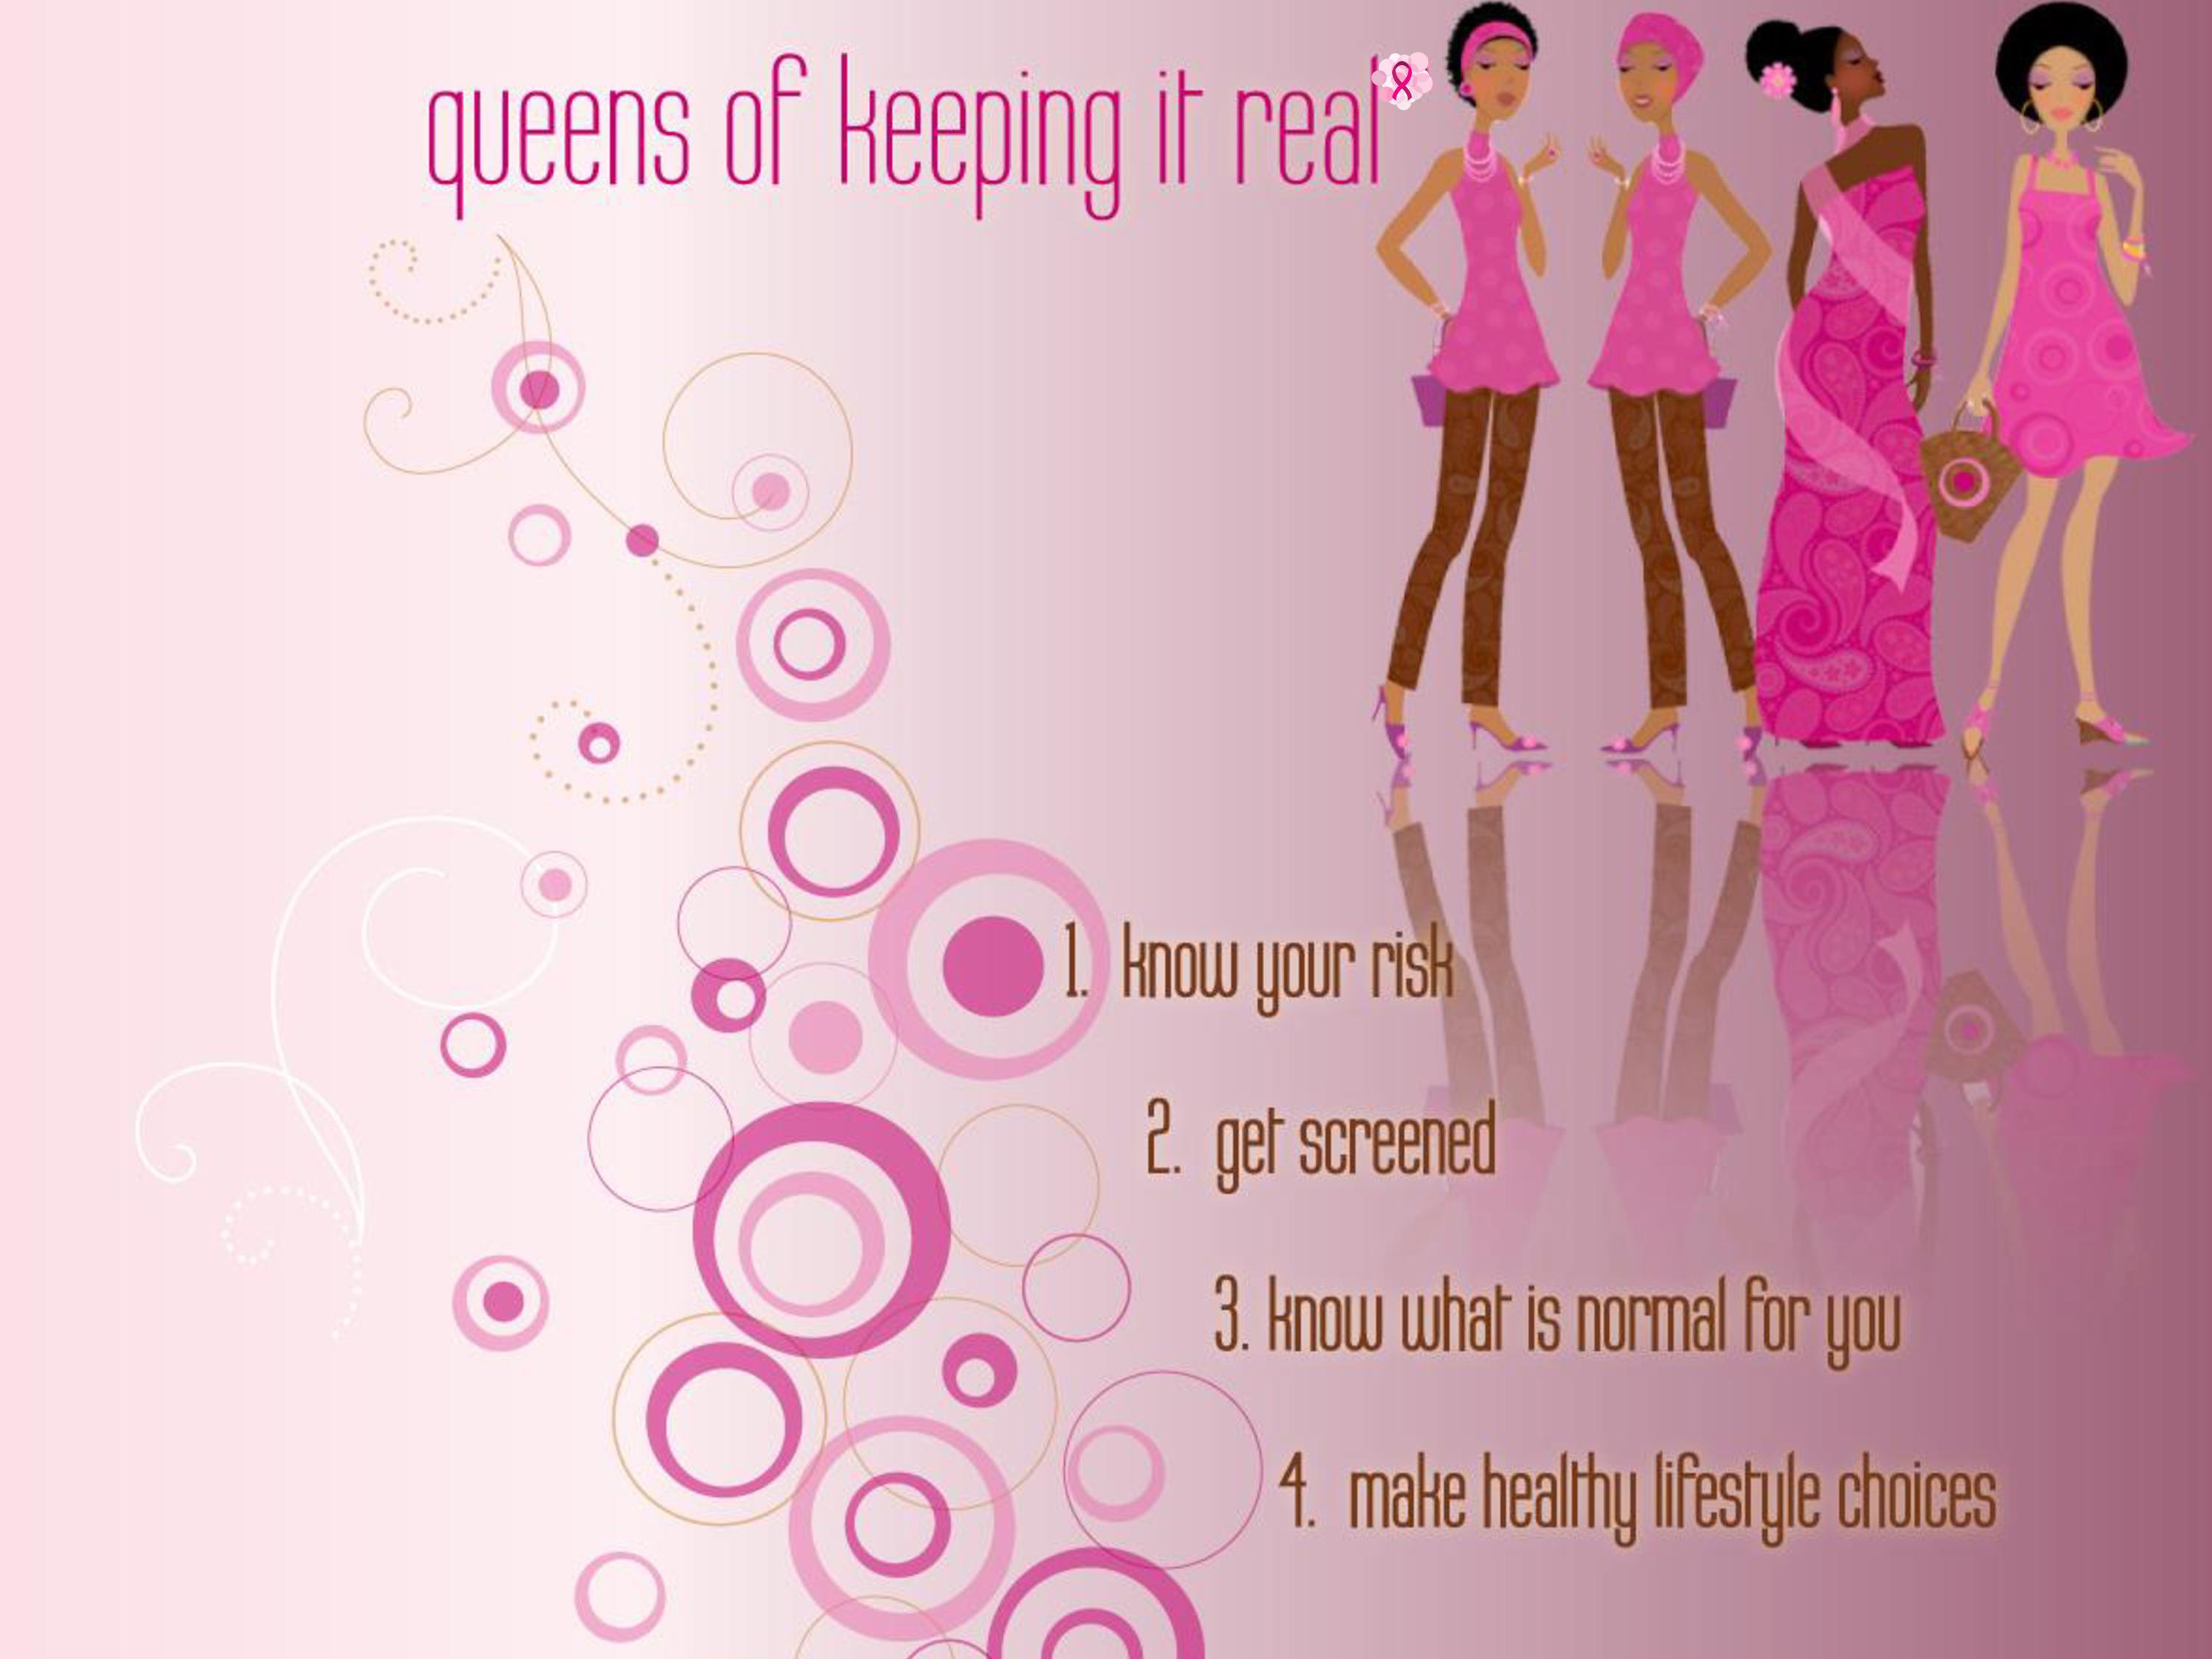 queens of keeping it real
1. know your risk
2. get screened
3. know what is normal for you
4. make healthy lifestyle choices